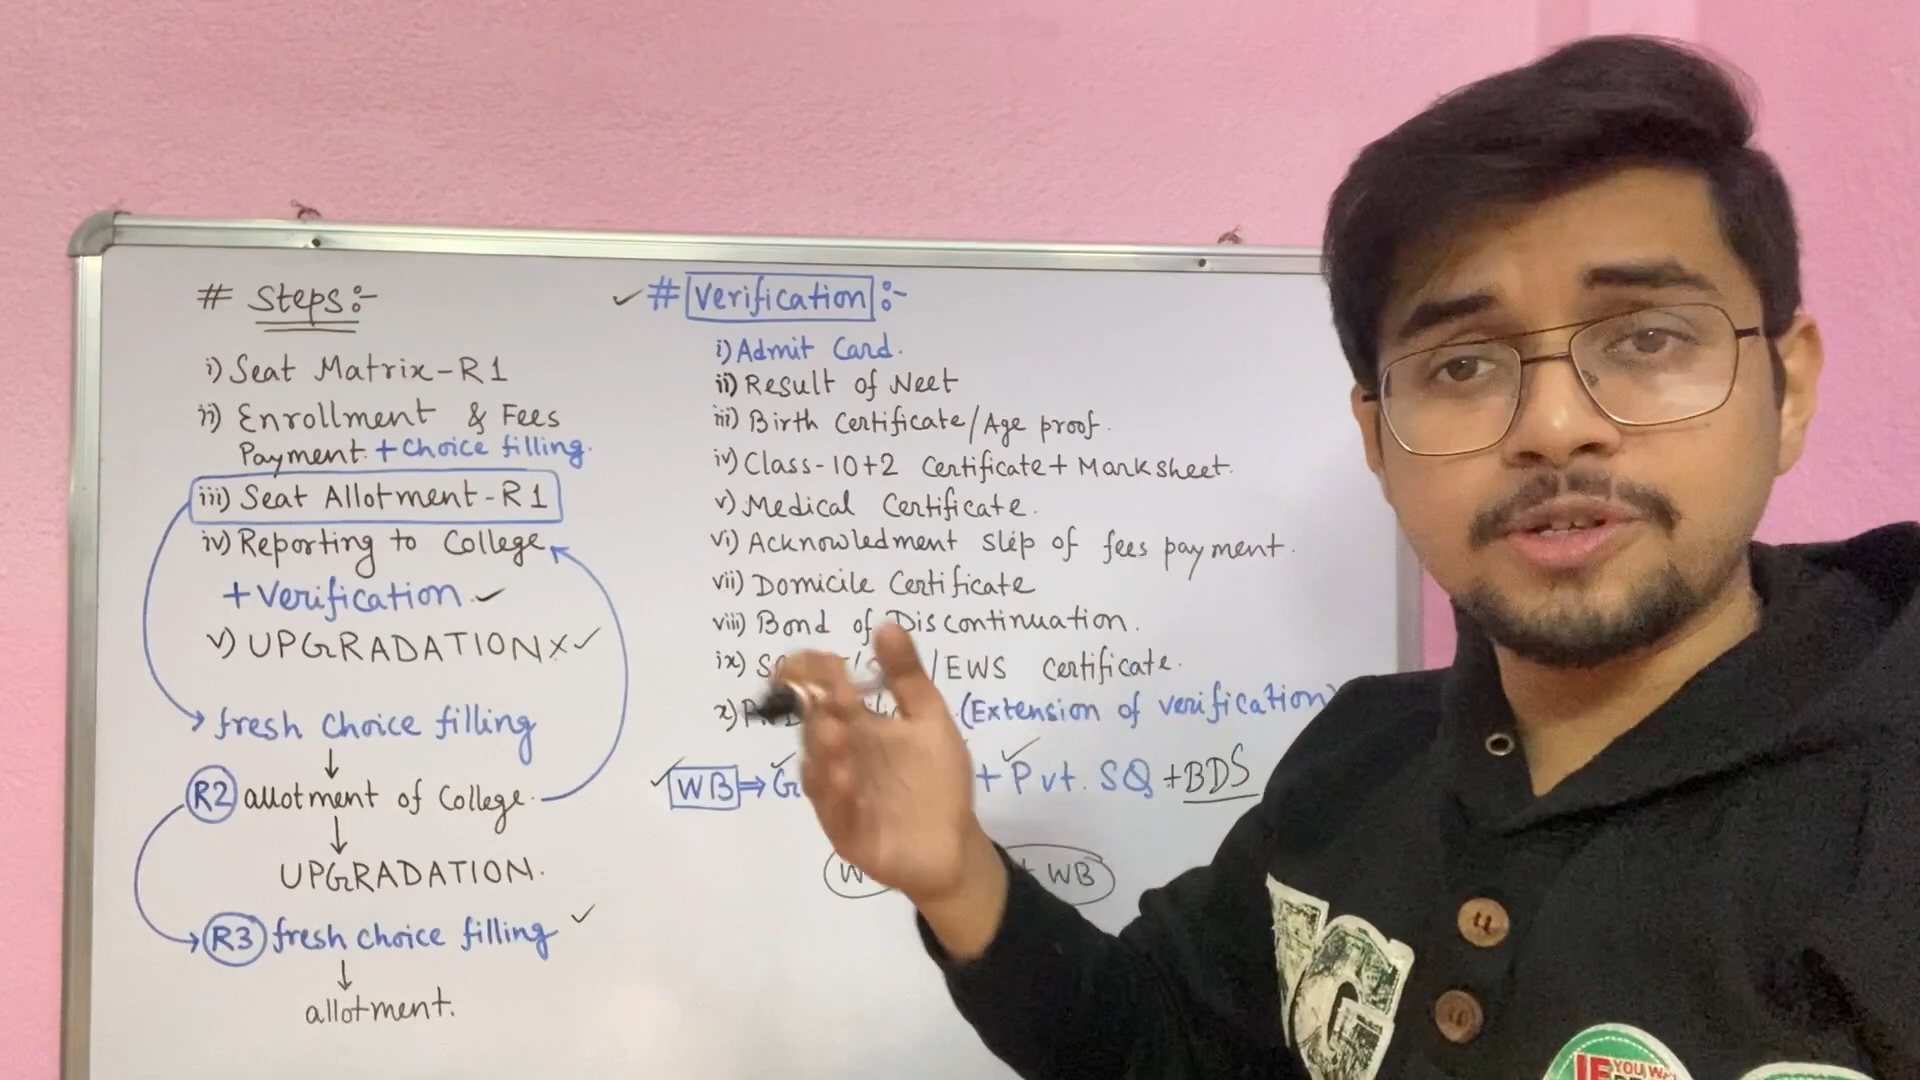 # Steps:-
i) Seat Matrix-R1
ii) Enrollment & Fees
Payment. + Choice filling.
iii) Seat Allotment-R1
iv) Reporting to College
+ Verification ✓
v) UPGRADATION × ✓
fresh choice filling
↓
R2 allotment of College.
↓
UPGRADATION.
R3 fresh choice filling ✓
↓
allotment.
✓ # Verification :-
i) Admit Card.
ii) Result of Neet
iii) Birth Certificate/Age proof.
iv) Class-10+2 Certificate + Marksheet.
v) Medical Certificate.
vi) Acknowledment slip of fees payment.
vii) Domicile Certificate
viii) Bond of Discontinuation.
ix) /EWS Certificate.
x) (Extension of verification)
✓ WB ⇒ + Pvt. SQ + BDS
WB
IF YOU